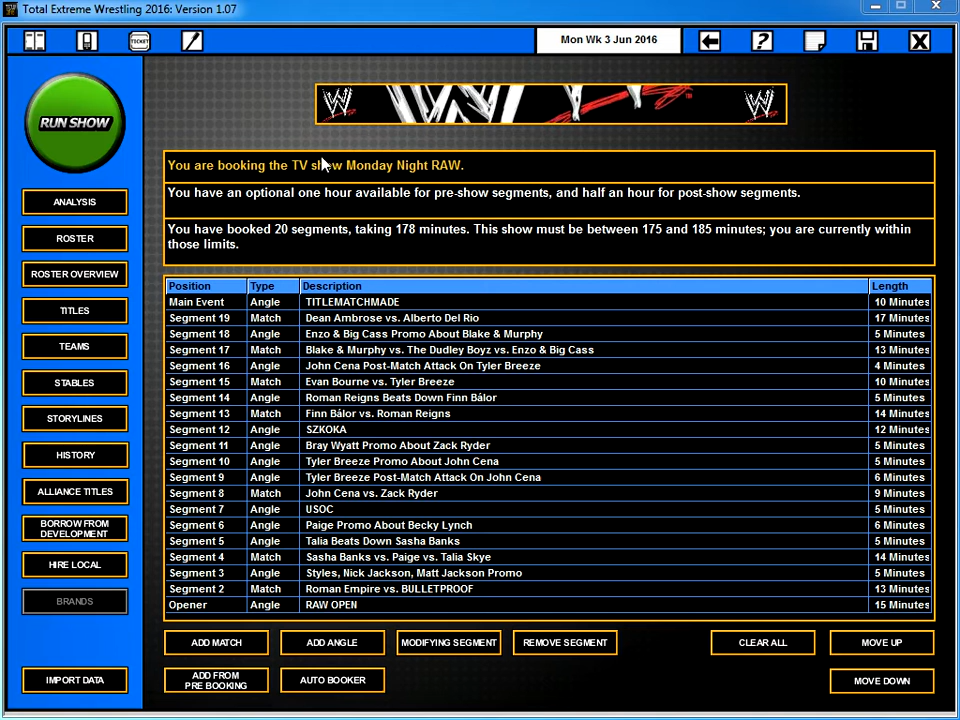 Total Extreme Wrestling 2016: Version 1.07
TICKET
Mon Wk 3 Jun 2016
?
RUN SHOW
W W
You are booking the TV show Monday Night RAW.
You have an optional one hour available for pre-show segments, and half an hour for post-show segments.
You have booked 20 segments, taking 178 minutes. This show must be between 175 and 185 minutes; you are currently within
those limits.
ANALYSIS
ROSTER
ROSTER OVERVIEW
TITLES
TEAMS
STABLES
STORYLINES
HISTORY
ALLIANCE TITLES
BORROW FROM
DEVELOPMENT
HIRE LOCAL
BRANDS
IMPORT DATA
Position Type Description Length
Main Event Angle TITLEMATCHMADE 10 Minutes
Segment 19 Match Dean Ambrose vs. Alberto Del Rio 17 Minutes
Segment 18 Angle Enzo & Big Cass Promo About Blake & Murphy 5 Minutes
Segment 17 Match Blake & Murphy vs. The Dudley Boyz vs. Enzo & Big Cass 13 Minutes
Segment 16 Angle John Cena Post-Match Attack On Tyler Breeze 4 Minutes
Segment 15 Match Evan Bourne vs. Tyler Breeze 10 Minutes
Segment 14 Angle Roman Reigns Beats Down Finn Bálor 5 Minutes
Segment 13 Match Finn Bálor vs. Roman Reigns 14 Minutes
Segment 12 Angle SZKOKA 12 Minutes
Segment 11 Angle Bray Wyatt Promo About Zack Ryder 5 Minutes
Segment 10 Angle Tyler Breeze Promo About John Cena 5 Minutes
Segment 9 Angle Tyler Breeze Post-Match Attack On John Cena 6 Minutes
Segment 8 Match John Cena vs. Zack Ryder 9 Minutes
Segment 7 Angle USOC 5 Minutes
Segment 6 Angle Paige Promo About Becky Lynch 6 Minutes
Segment 5 Angle Talia Beats Down Sasha Banks 5 Minutes
Segment 4 Match Sasha Banks vs. Paige vs. Talia Skye 14 Minutes
Segment 3 Angle Styles, Nick Jackson, Matt Jackson Promo 5 Minutes
Segment 2 Match Roman Empire vs. BULLETPROOF 10 Minutes
Opener Angle RAW OPEN 15 Minutes
ADD MATCH ADD ANGLE MODIFYING SEGMENT REMOVE SEGMENT CLEAR ALL MOVE UP
ADD FROM
PRE BOOKING
AUTO BOOKER MOVE DOWN